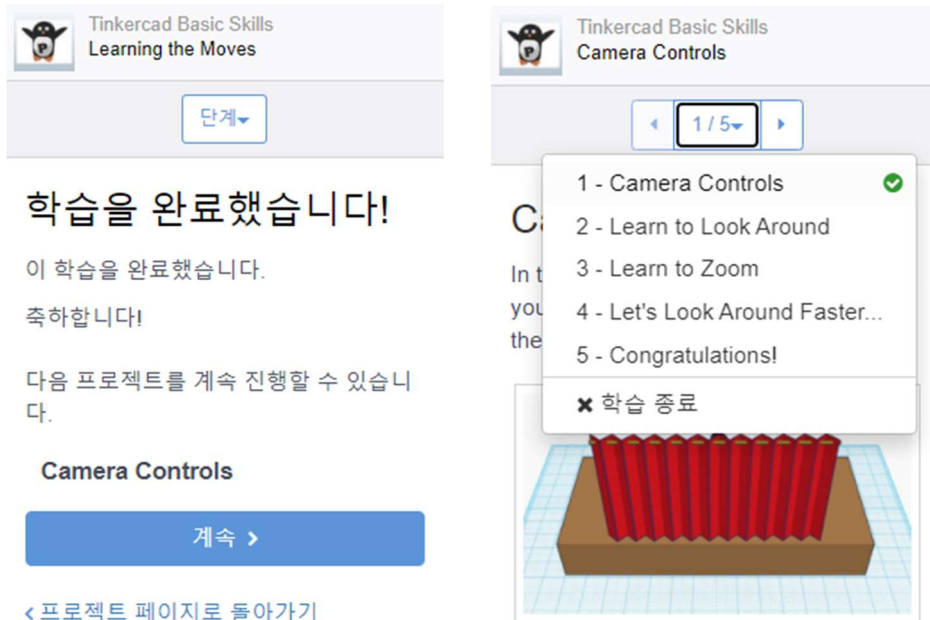 Tinkercad Basic Skills
Learning the Moves
단계
학습을 완료했습니다!
이 학습을 완료했습니다.
축하합니다!
다음 프로젝트를 계속 진행할 수 있습니
다.
Camera Controls
계속 >
< 프로젝트 페이지로 돌아가기
Tinkercad Basic Skills
Camera Controls
1 / 5
1 - Camera Controls
2 - Learn to Look Around
3 - Learn to Zoom
4 - Let's Look Around Faster...
5 - Congratulations!
✖ 학습 종료
In t
you
the